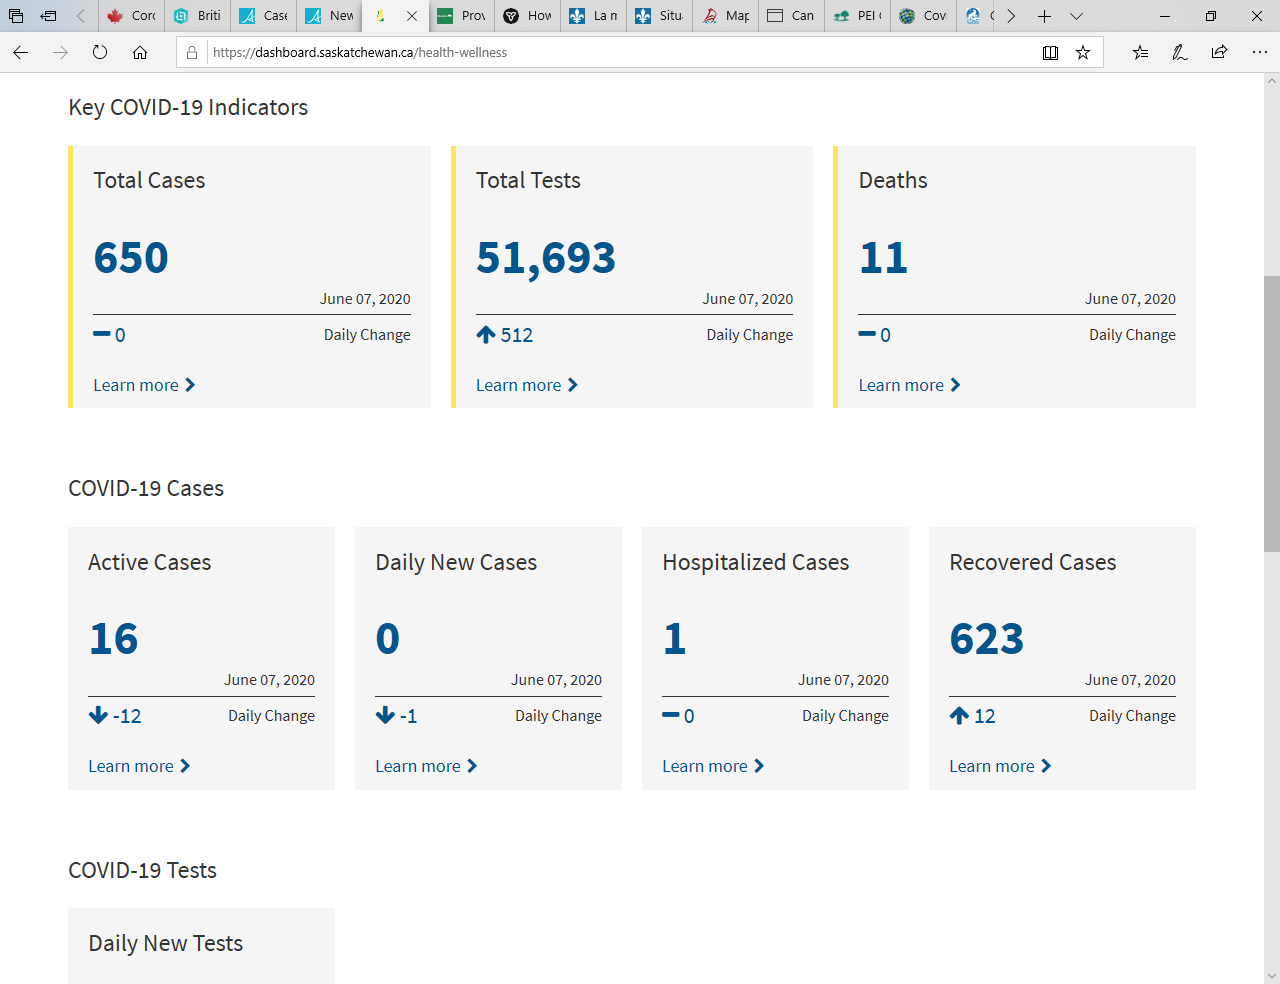 Coro
Briti
Case
New
Prov
How
La m
Situ
Map
Can
PEI
Cov
https://dashboard.saskatchewan.ca/health-wellness
Key COVID-19 Indicators
Total Cases
650
June 07, 2020
0
Daily Change
Learn more
Total Tests
51,693
June 07, 2020
512
Daily Change
Learn more
Deaths
11
June 07, 2020
0
Daily Change
Learn more
COVID-19 Cases
Active Cases
16
June 07, 2020
-12
Daily Change
Learn more
Daily New Cases
0
June 07, 2020
-1
Daily Change
Learn more
Hospitalized Cases
1
June 07, 2020
0
Daily Change
Learn more
Recovered Cases
623
June 07, 2020
12
Daily Change
Learn more
COVID-19 Tests
Daily New Tests